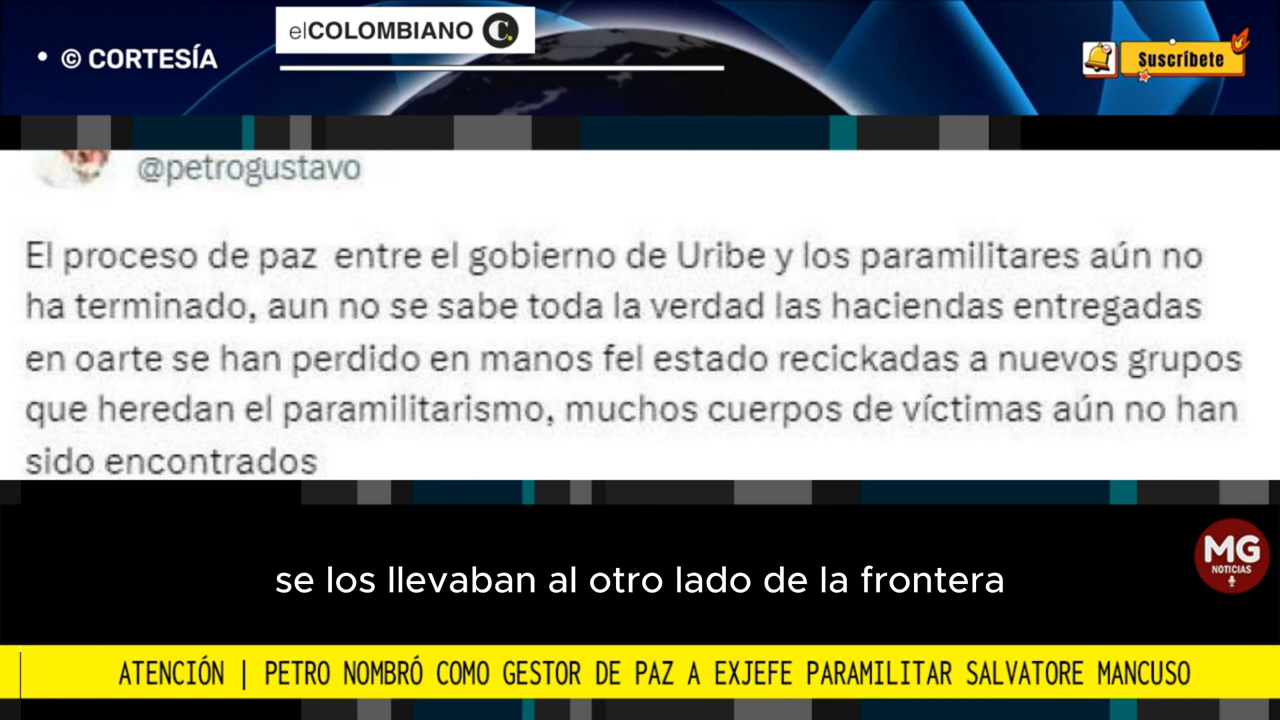 • © CORTESÍA
elCOLOMBIANO C.
Suscríbete
@petrogustavo
El proceso de paz  entre el gobierno de Uribe y los paramilitares aún no
ha terminado, aun no se sabe toda la verdad las haciendas entregadas
en oarte se han perdido en manos fel estado recickadas a nuevos grupos
que heredan el paramilitarismo, muchos cuerpos de víctimas aún no han
sido encontrados
MG
NOTICIAS
se los llevaban al otro lado de la frontera
ATENCIÓN | PETRO NOMBRÓ COMO GESTOR DE PAZ A EXJEFE PARAMILITAR SALVATORE MANCUSO